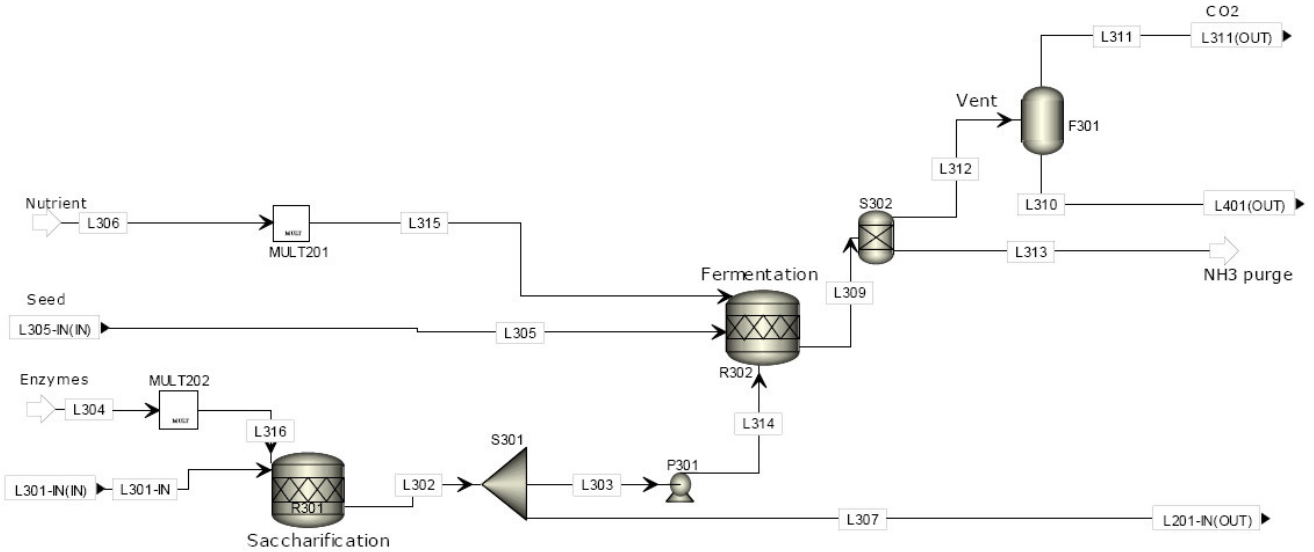 CO2
L311
L311(OUT)
Vent
F301
L312
L310
L401(OUT)
S302
Nutrient
L306
MULT
MULT201
L315
L313
NH3 purge
Fermentation
L309
Seed
L305-IN(IN)
L305
R302
Enzymes
MULT202
L304
MULT
L316
L314
S301
P301
L301-IN(IN)
L301-IN
R301
L302
L303
L307
L201-IN(OUT)
Saccharification